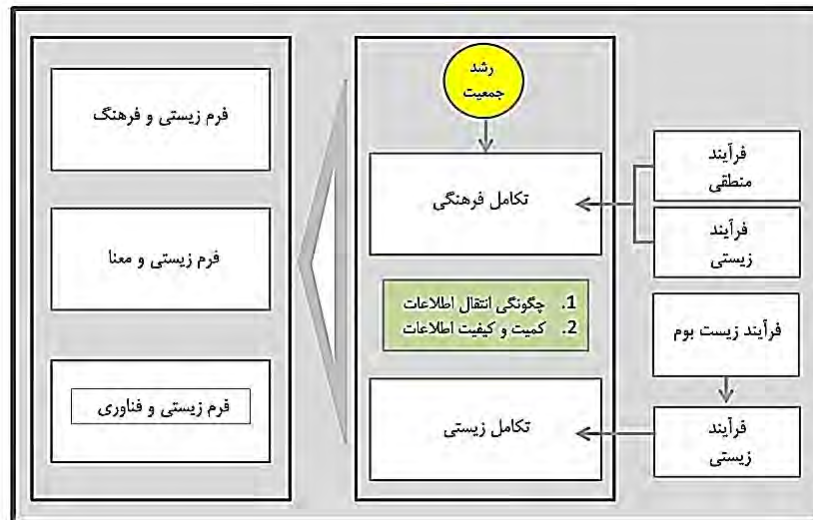 رشد
جمعیت
فرآیند
منطقی
فرآیند
زیستی
تکامل فرهنگی
1. چگونگی انتقال اطلاعات
2. کمیت و کیفیت اطلاعات
فرآیند زیست بوم
فرآیند
زیستی
تکامل زیستی
فرم زیستی و فرهنگ
فرم زیستی و معنا
فرم زیستی و فناوری